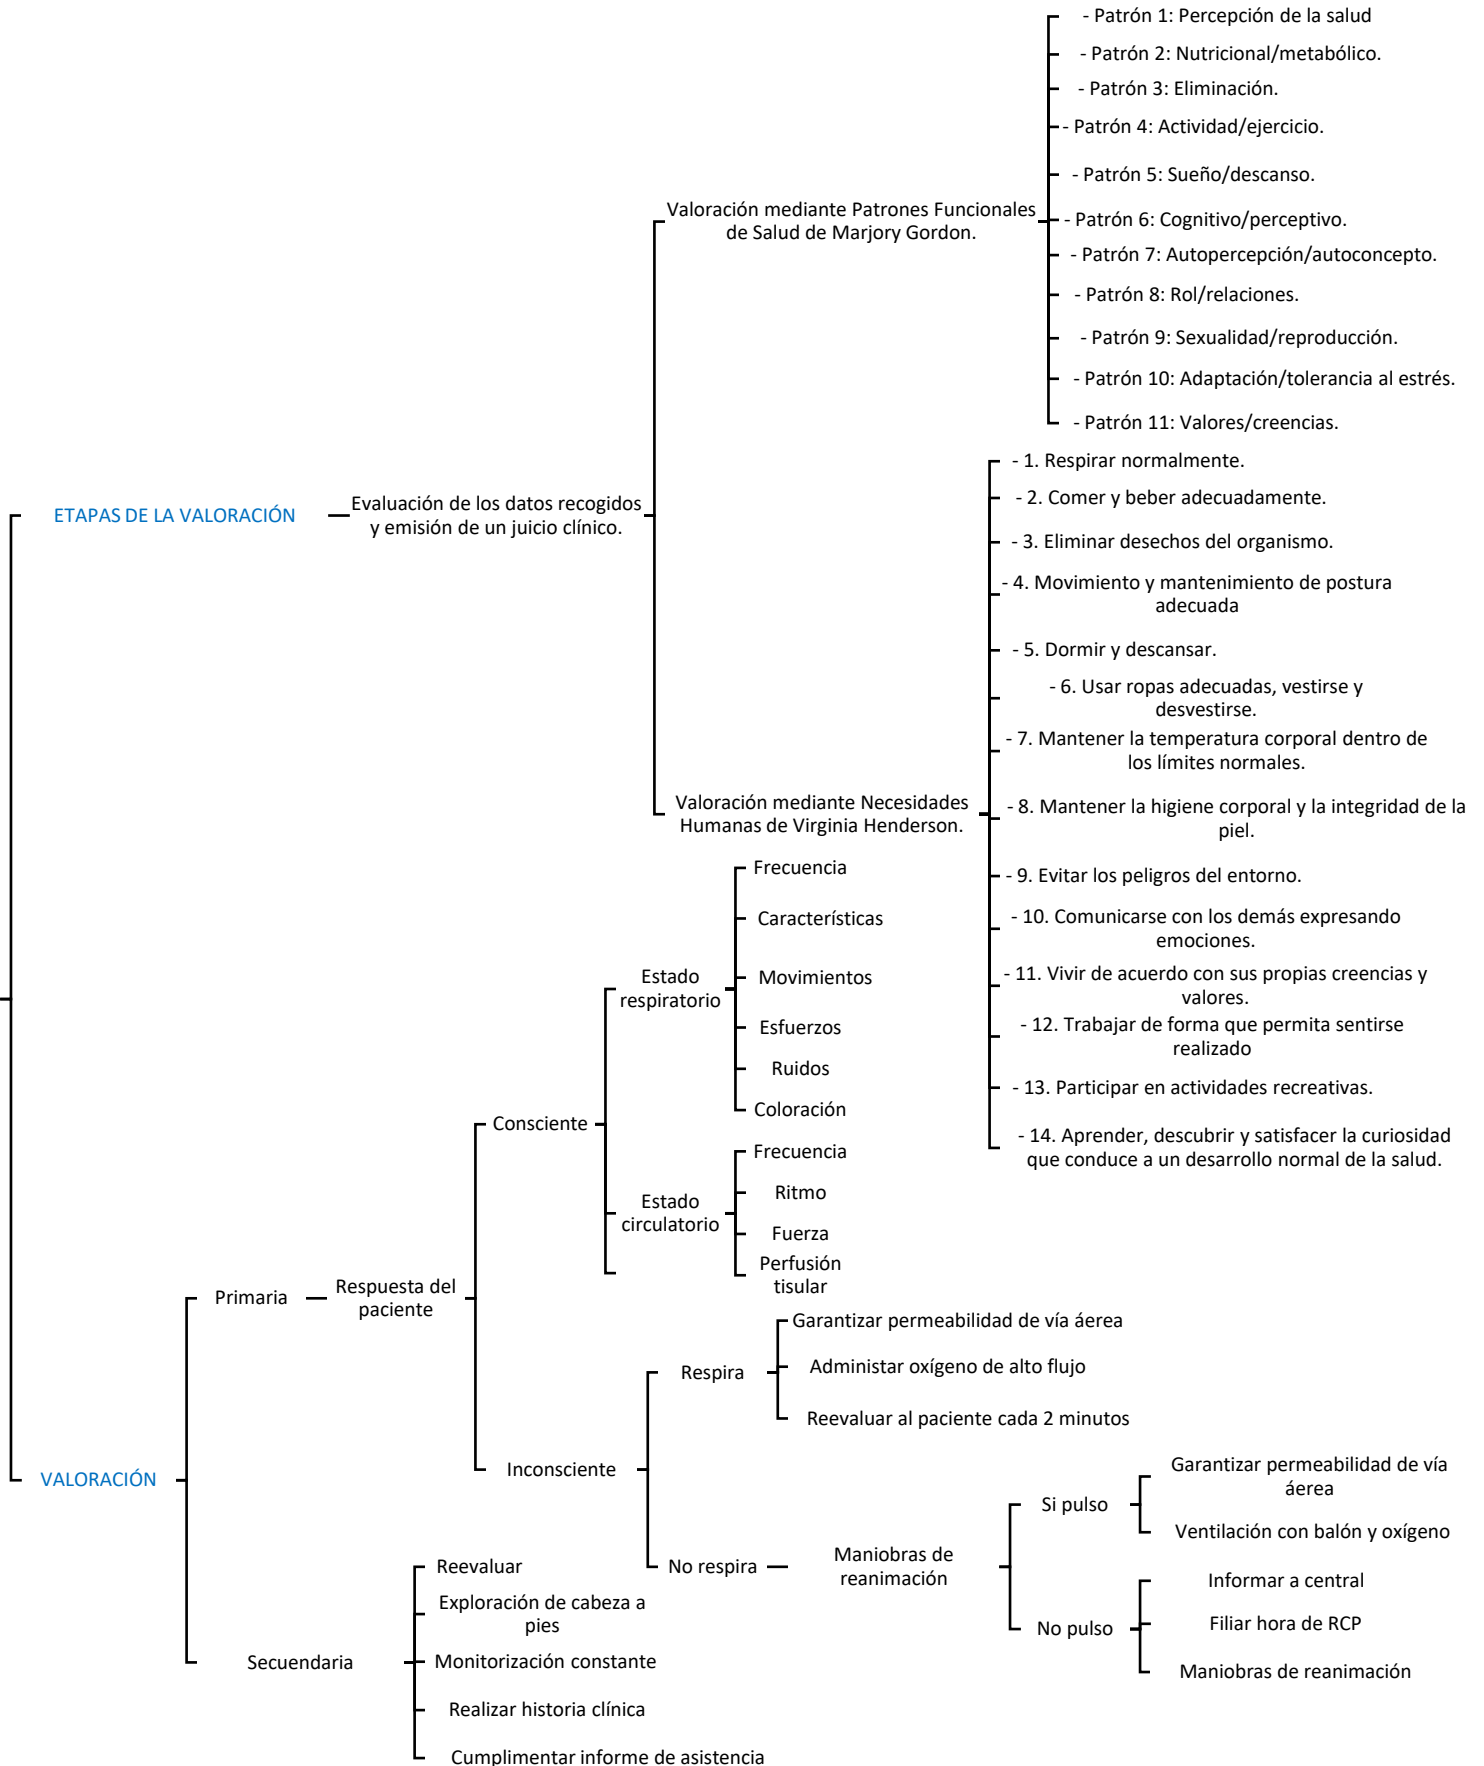 - Patrón 1: Percepción de la salud
- Patrón 2: Nutricional/metabólico.
- Patrón 3: Eliminación.
- Patrón 4: Actividad/ejercicio.
- Patrón 5: Sueño/descanso.
Valoración mediante Patrones Funcionales
de Salud de Marjory Gordon.
- Patrón 6: Cognitivo/perceptivo.
- Patrón 7: Autopercepción/autoconcepto.
- Patrón 8: Rol/relaciones.
- Patrón 9: Sexualidad/reproducción.
- Patrón 10: Adaptación/tolerancia al estrés.
- Patrón 11: Valores/creencias.
ETAPAS DE LA VALORACIÓN
Evaluación de los datos recogidos
y emisión de un juicio clínico.
- 1. Respirar normalmente.
- 2. Comer y beber adecuadamente.
- 3. Eliminar desechos del organismo.
- 4. Movimiento y mantenimiento de postura
adecuada
- 5. Dormir y descansar.
- 6. Usar ropas adecuadas, vestirse y
desvestirse.
- 7. Mantener la temperatura corporal dentro de
los límites normales.
Valoración mediante Necesidades
Humanas de Virginia Henderson.
- 8. Mantener la higiene corporal y la integridad de la
piel.
- 9. Evitar los peligros del entorno.
- 10. Comunicarse con los demás expresando
emociones.
- 11. Vivir de acuerdo con sus propias creencias y
valores.
- 12. Trabajar de forma que permita sentirse
realizado
- 13. Participar en actividades recreativas.
- 14. Aprender, descubrir y satisfacer la curiosidad
que conduce a un desarrollo normal de la salud.
VALORACIÓN
Primaria
Respuesta del
paciente
Consciente
Estado
respiratorio
Frecuencia
Características
Movimientos
Esfuerzos
Ruidos
Coloración
Estado
circulatorio
Frecuencia
Ritmo
Fuerza
Perfusión
tisular
Inconsciente
Respira
Garantizar permeabilidad de vía áerea
Administar oxígeno de alto flujo
Reevaluar al paciente cada 2 minutos
No respira
Maniobras de
reanimación
Si pulso
Garantizar permeabilidad de vía
áerea
Ventilación con balón y oxígeno
No pulso
Informar a central
Filiar hora de RCP
Maniobras de reanimación
Secuendaria
Reevaluar
Exploración de cabeza a
pies
Monitorización constante
Realizar historia clínica
Cumplimentar informe de asistencia